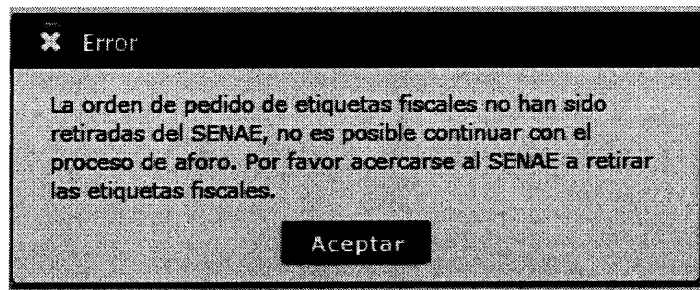 Error
La orden de pedido de etiquetas fiscales no han sido
retiradas del SENAE, no es posible continuar con el
proceso de aforo. Por favor acercarse al SENAE a retirar
las etiquetas fiscales.
Aceptar